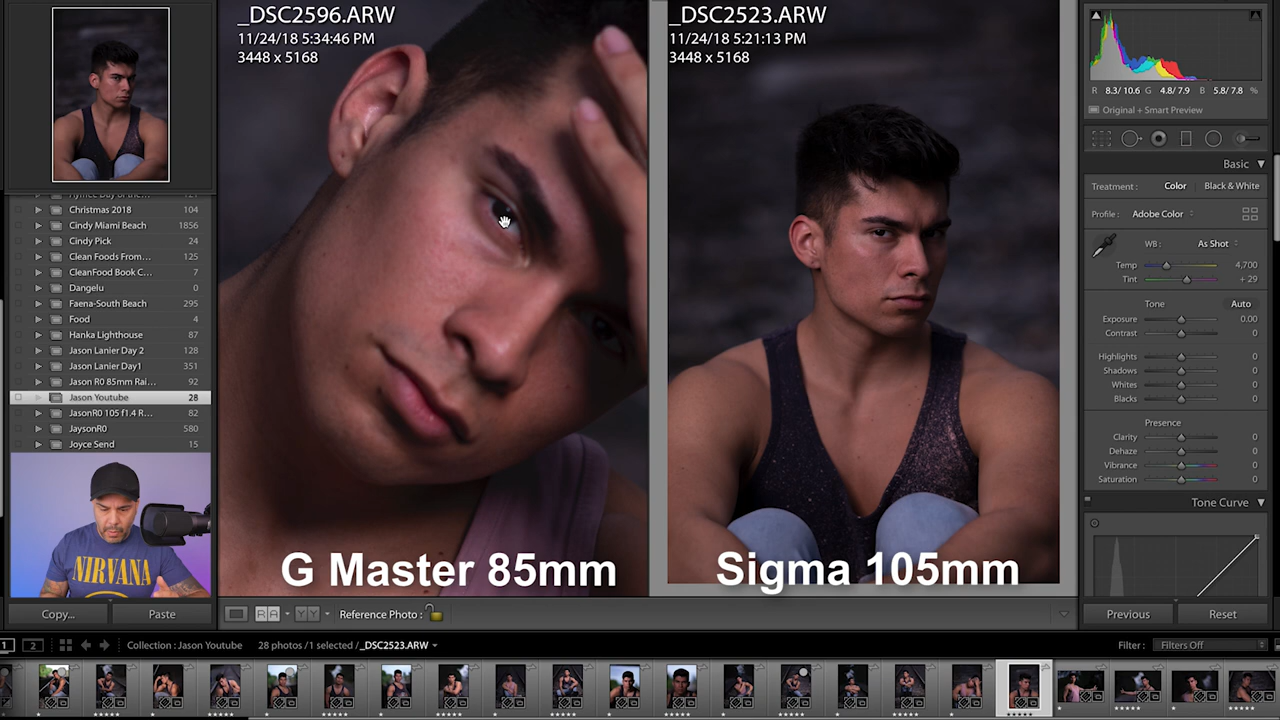 _DSC2596.ARW
11/24/18 5:34:46 PM
3448 x 5168
_DSC2523.ARW
11/24/18 5:21:13 PM
3448 x 5168
G Master 85mm
Sigma 105mm
Christmas 2018 104
Cindy Miami Beach 1856
Cindy Pick 24
Clean Foods From... 125
CleanFood Book C... 7
Dangelu 0
Faena-South Beach 295
Food 4
Hanka Lighthouse 87
Jason Lanier Day 2 128
Jason Lanier Day1 351
Jason R0 85mm Rai... 92
Jason Youtube 28
JasonR0 105 f1.4 R... 82
JaysonR0 580
Joyce Send 15
NIRVANA
Copy... Paste
R A Y Y Reference Photo :
R 8.3/ 10.6 G 4.8/ 7.9 B 5.8/ 7.8 %
Original + Smart Preview
Basic
Treatment : Color Black & White
Profile : Adobe Color
WB : As Shot
Temp 4,700
Tint + 29
Tone Auto
Exposure 0.00
Contrast 0
Highlights 0
Shadows 0
Whites 0
Blacks 0
Presence
Clarity 0
Dehaze 0
Vibrance 0
Saturation 0
Tone Curve
Previous Reset
1 2 Collection : Jason Youtube 28 photos /1 selected /_DSC2523.ARW Filter : Filters Off